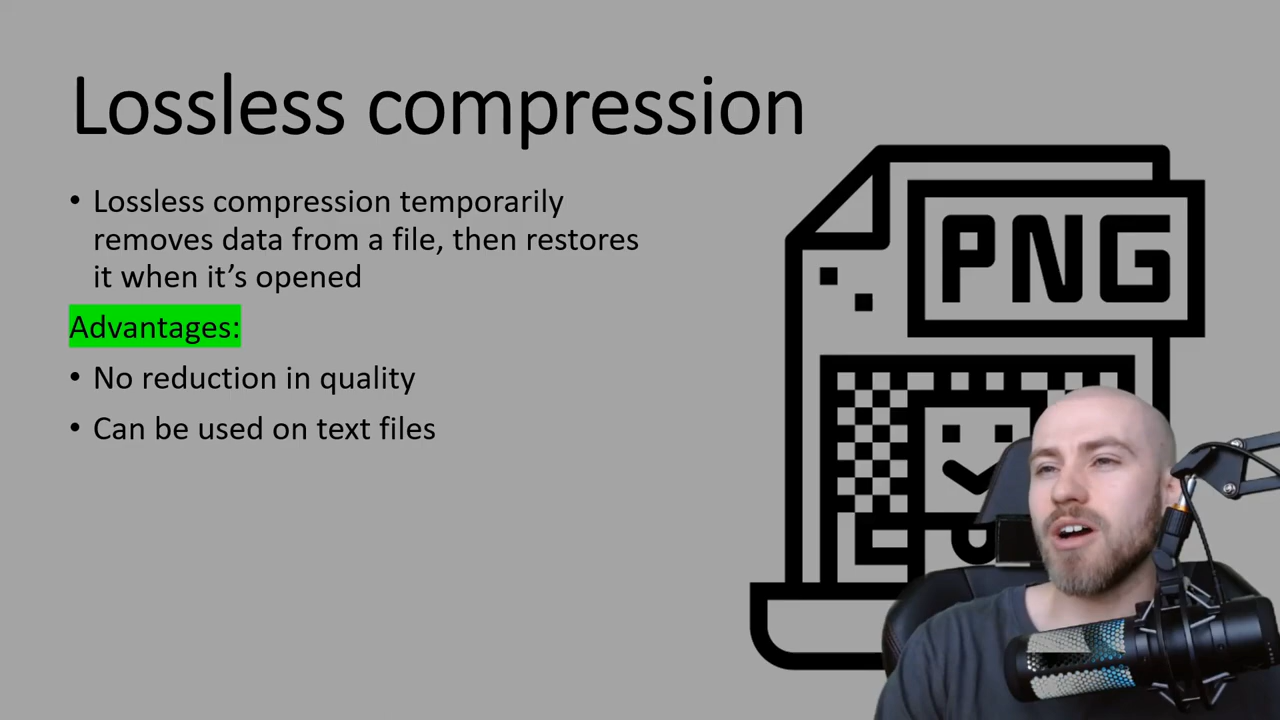 Lossless compression
• Lossless compression temporarily
removes data from a file, then restores
it when it’s opened
Advantages:
• No reduction in quality
• Can be used on text files
PNG